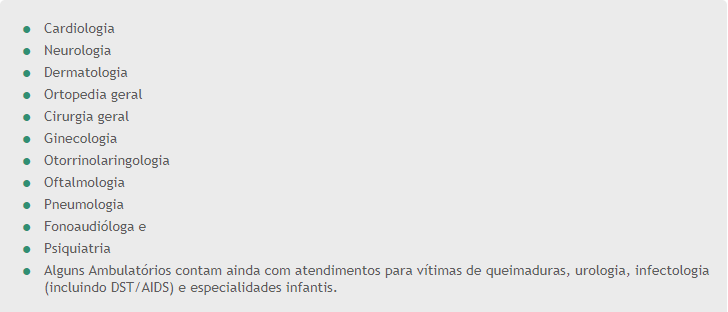 Cardiologia
Neurologia
Dermatologia
Ortopedia geral
Cirurgia geral
Ginecologia
Otorrinolaringologia
Oftalmologia
Pneumologia
Fonoaudióloga e
Psiquiatria
Alguns Ambulatórios contam ainda com atendimentos para vítimas de queimaduras, urologia, infectologia
(incluindo DST/AIDS) e especialidades infantis.